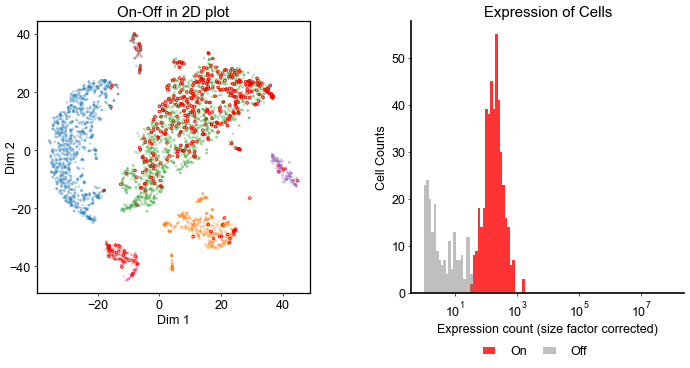 On-Off in 2D plot
Dim 2
40
20
0
−20
−40
−20
0
20
40
Dim 1
Expression of Cells
Cell Counts
50
40
30
20
10
0
10^1
10^3
10^5
10^7
Expression count (size factor corrected)
On
Off